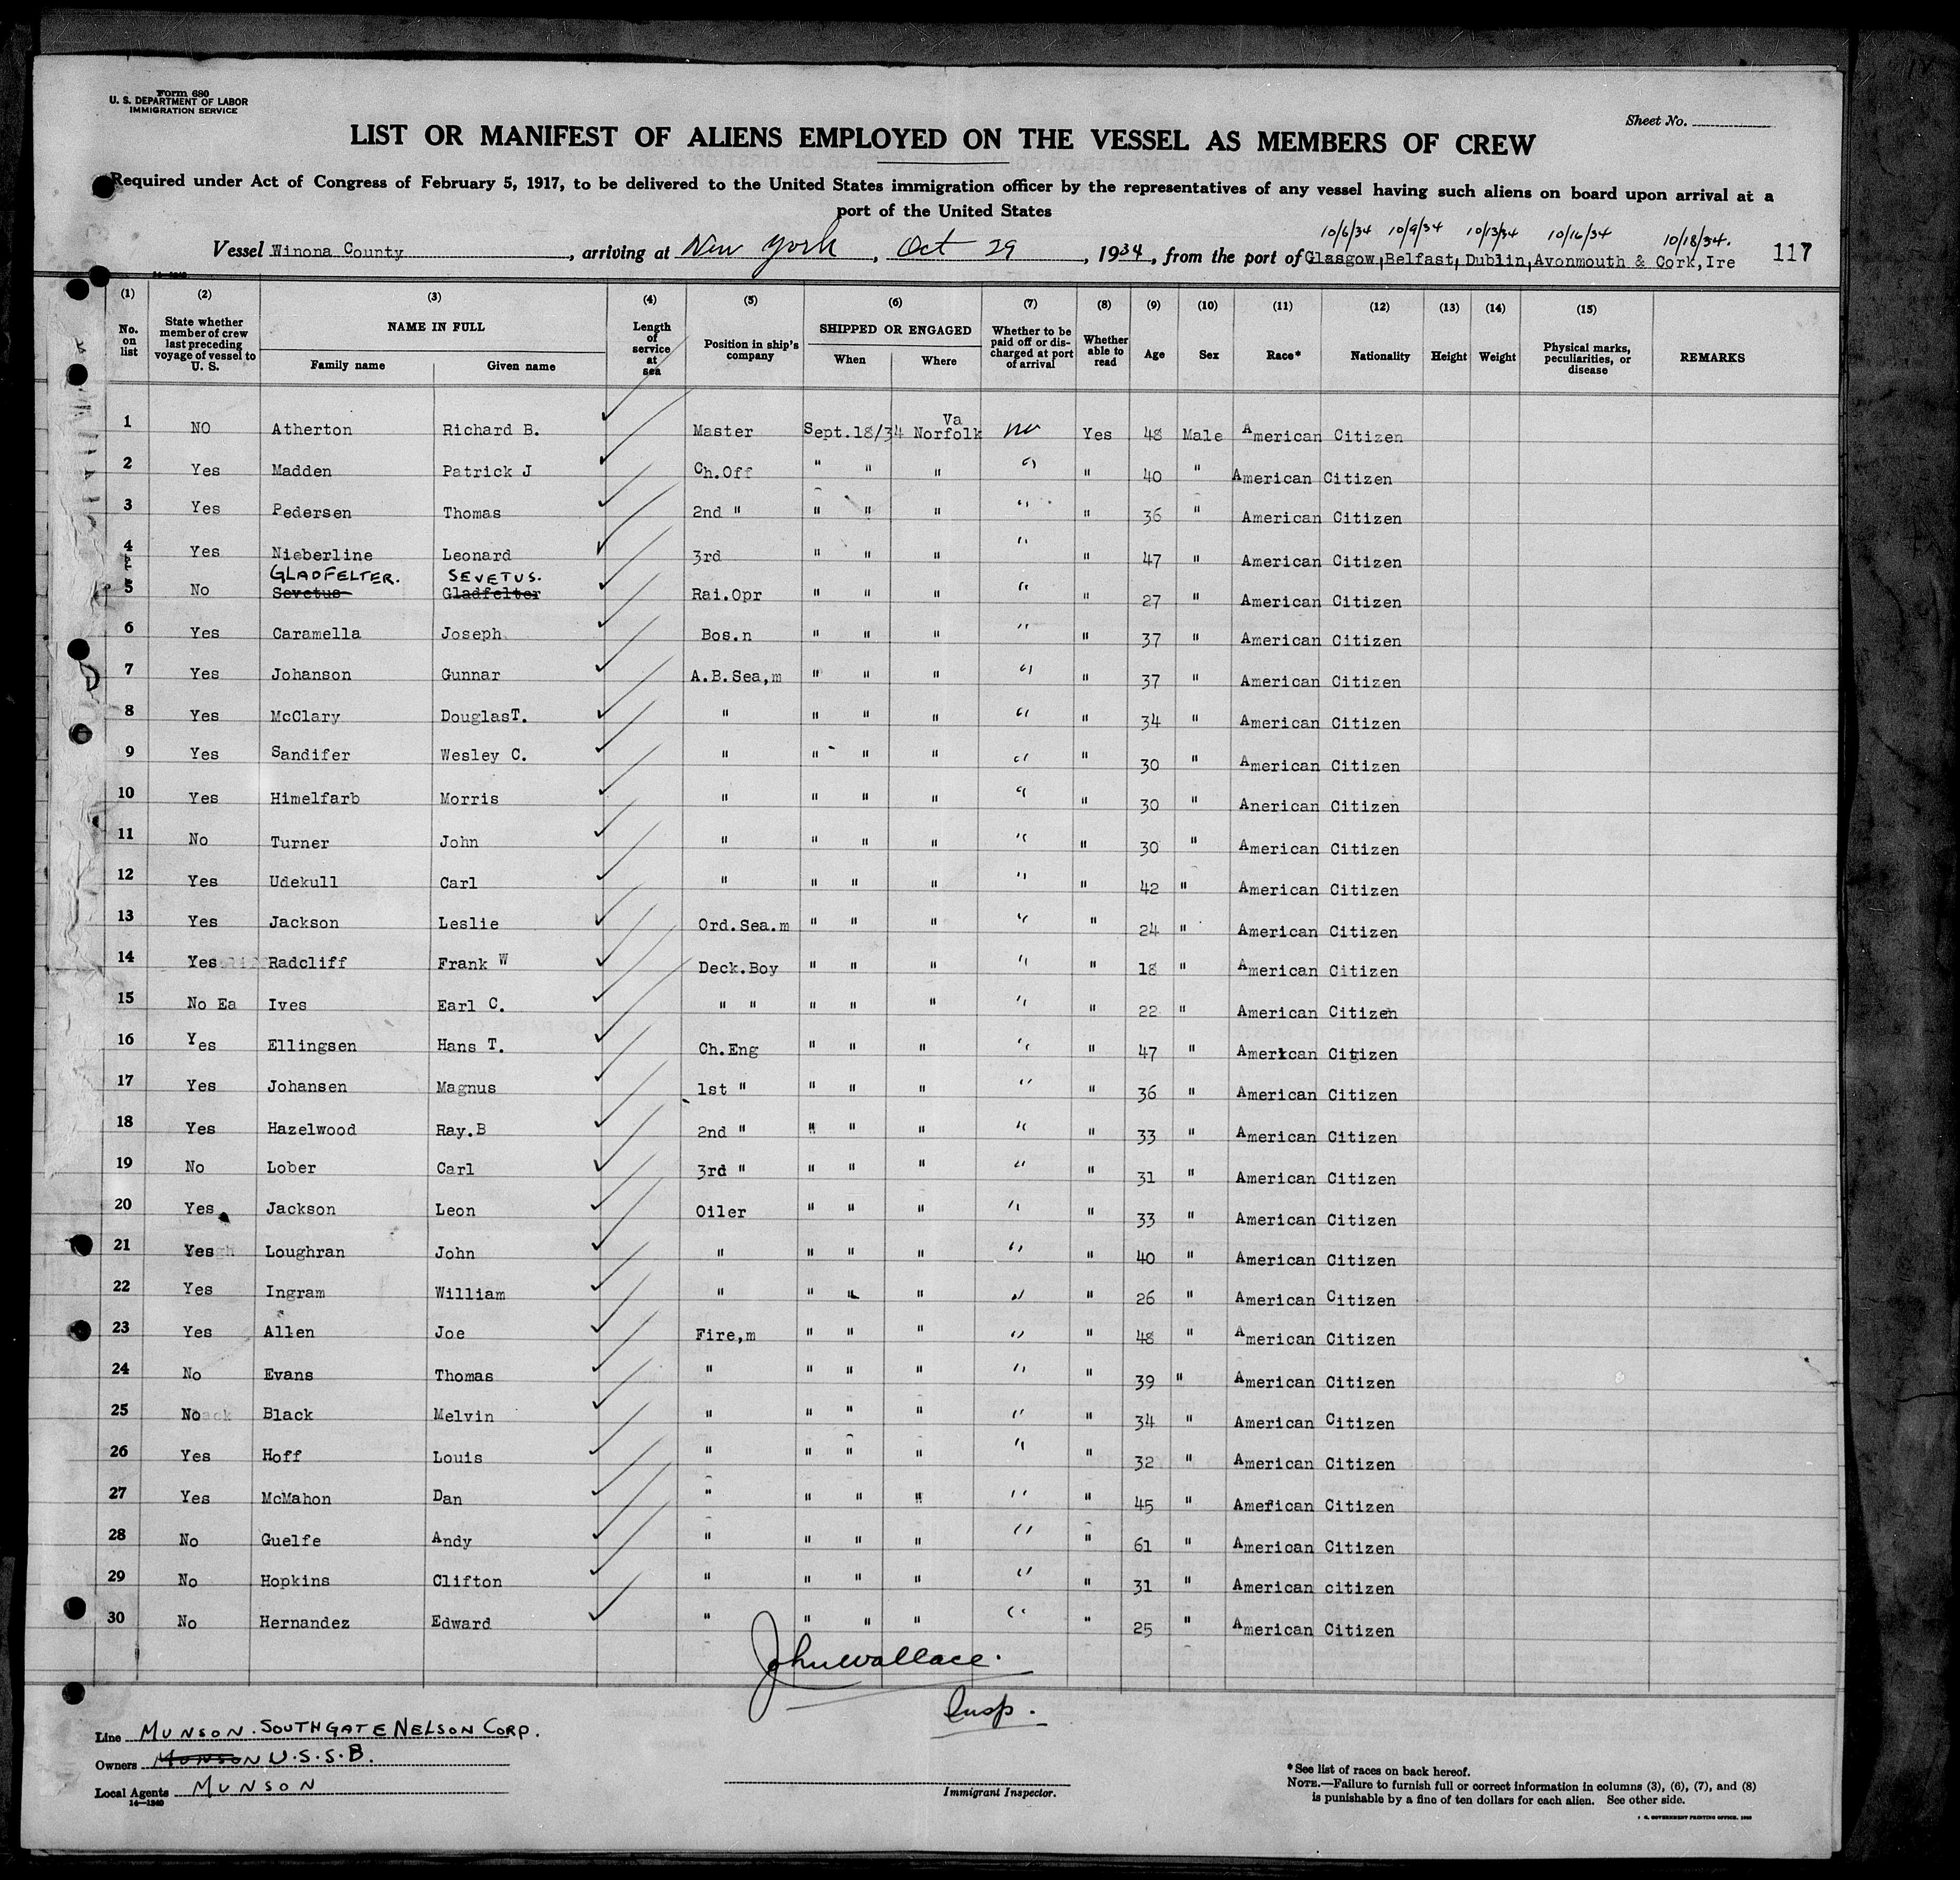 Form 680
U. S. DEPARTMENT OF LABOR
IMMIGRATION SERVICE
Sheet No.
LIST OR MANIFEST OF ALIENS EMPLOYED ON THE VESSEL AS MEMBERS OF CREW
Required under Act of Congress of February 5, 1917, to be delivered to the United States immigration officer by the representatives of any vessel having such aliens on board upon arrival at a
port of the United States
10/6/34 10/9/34 10/13/34 10/16/34 10/18/34.
Vessel Winona County, arriving at New York, Oct 29, 1934, from the port of Glasgow, Belfast, Dublin, Avonmouth & Cork, Ire 117
(1) (2) (3) (4) (5) (6) (7) (8) (9) (10) (11) (12) (13) (14) (15)
No. on list | State whether member of crew last preceding voyage of vessel to U. S. | NAME IN FULL Family name Given name | Length of service at sea | Position in ship's company | SHIPPED OR ENGAGED When Where | Whether to be paid off or discharged at port of arrival | Whether able to read | Age | Sex | Race* | Nationality | Height | Weight | Physical marks, peculiarities, or disease | REMARKS
1 NO Atherton Richard B. Master Sept.18/34 Norfolk Va no Yes 48 Male American Citizen
2 Yes Madden Patrick J Ch.Off " " " " " 40 " American Citizen
3 Yes Pedersen Thomas 2nd " " " " " " 36 " American Citizen
4 Yes Nieberline Leonard 3rd " " " " " 47 " American Citizen
GLADFELTER. SEVETUS.
5 No Sevetus Gladfelter Rai.Opr " " " " " 27 " American Citizen
6 Yes Caramella Joseph Bos.n " " " " " 37 " American Citizen
7 Yes Johanson Gunnar A.B.Sea,m " " " " " 37 " American Citizen
8 Yes McClary DouglasT. " " " " " " 34 " American Citizen
9 Yes Sandifer Wesley C. " " " " " " 30 " American Citizen
10 Yes Himelfarb Morris " " " " " " 30 " Anerican Citizen
11 No Turner John " " " " " " 30 " American Citizen
12 Yes Udekull Carl " " " " " " 42 " American Citizen
13 Yes Jackson Leslie Ord.Sea.m " " " " " 24 " American Citizen
14 Yes Radcliff Frank W Deck.Boy " " " " " 18 " American Citizen
15 No Ea Ives Earl C. " " " " " " " 22 " American Citizen
16 Yes Ellingsen Hans T. Ch.Eng " " " " " 47 " American Citizen
17 Yes Johansen Magnus 1st " " " " " " 36 " American Citizen
18 Yes Hazelwood Ray.B 2nd " " " " " " 33 " American Citizen
19 No Lober Carl 3rd " " " " " " 31 " American Citizen
20 Yes Jackson Leon Oiler " " " " " 33 " American Citizen
21 Yes Loughran John " " " " " " 40 " American Citizen
22 Yes Ingram William " " " " " " 26 " American Citizen
23 Yes Allen Joe Fire,m " " " " " 48 " American Citizen
24 No Evans Thomas " " " " " " 39 " American Citizen
25 No Black Melvin " " " " " " 34 " American Citizen
26 Yes Hoff Louis " " " " " " 32 " American Citizen
27 Yes McMahon Dan " " " " " " 45 " American Citizen
28 No Guelfe Andy " " " " " " 61 " American Citizen
29 No Hopkins Clifton " " " " " " 31 " American citizen
30 No Hernandez Edward " " " " " " 25 " American Citizen
John Wallace.
Insp.
Line MUNSON. SOUTHGATE NELSON CORP.
Owners MUNSON U.S.S.B.
Local Agents MUNSON
14—1240
Immigrant Inspector.
*See list of races on back hereof.
NOTE.—Failure to furnish full or correct information in columns (3), (6), (7), and (8)
is punishable by a fine of ten dollars for each alien. See other side.